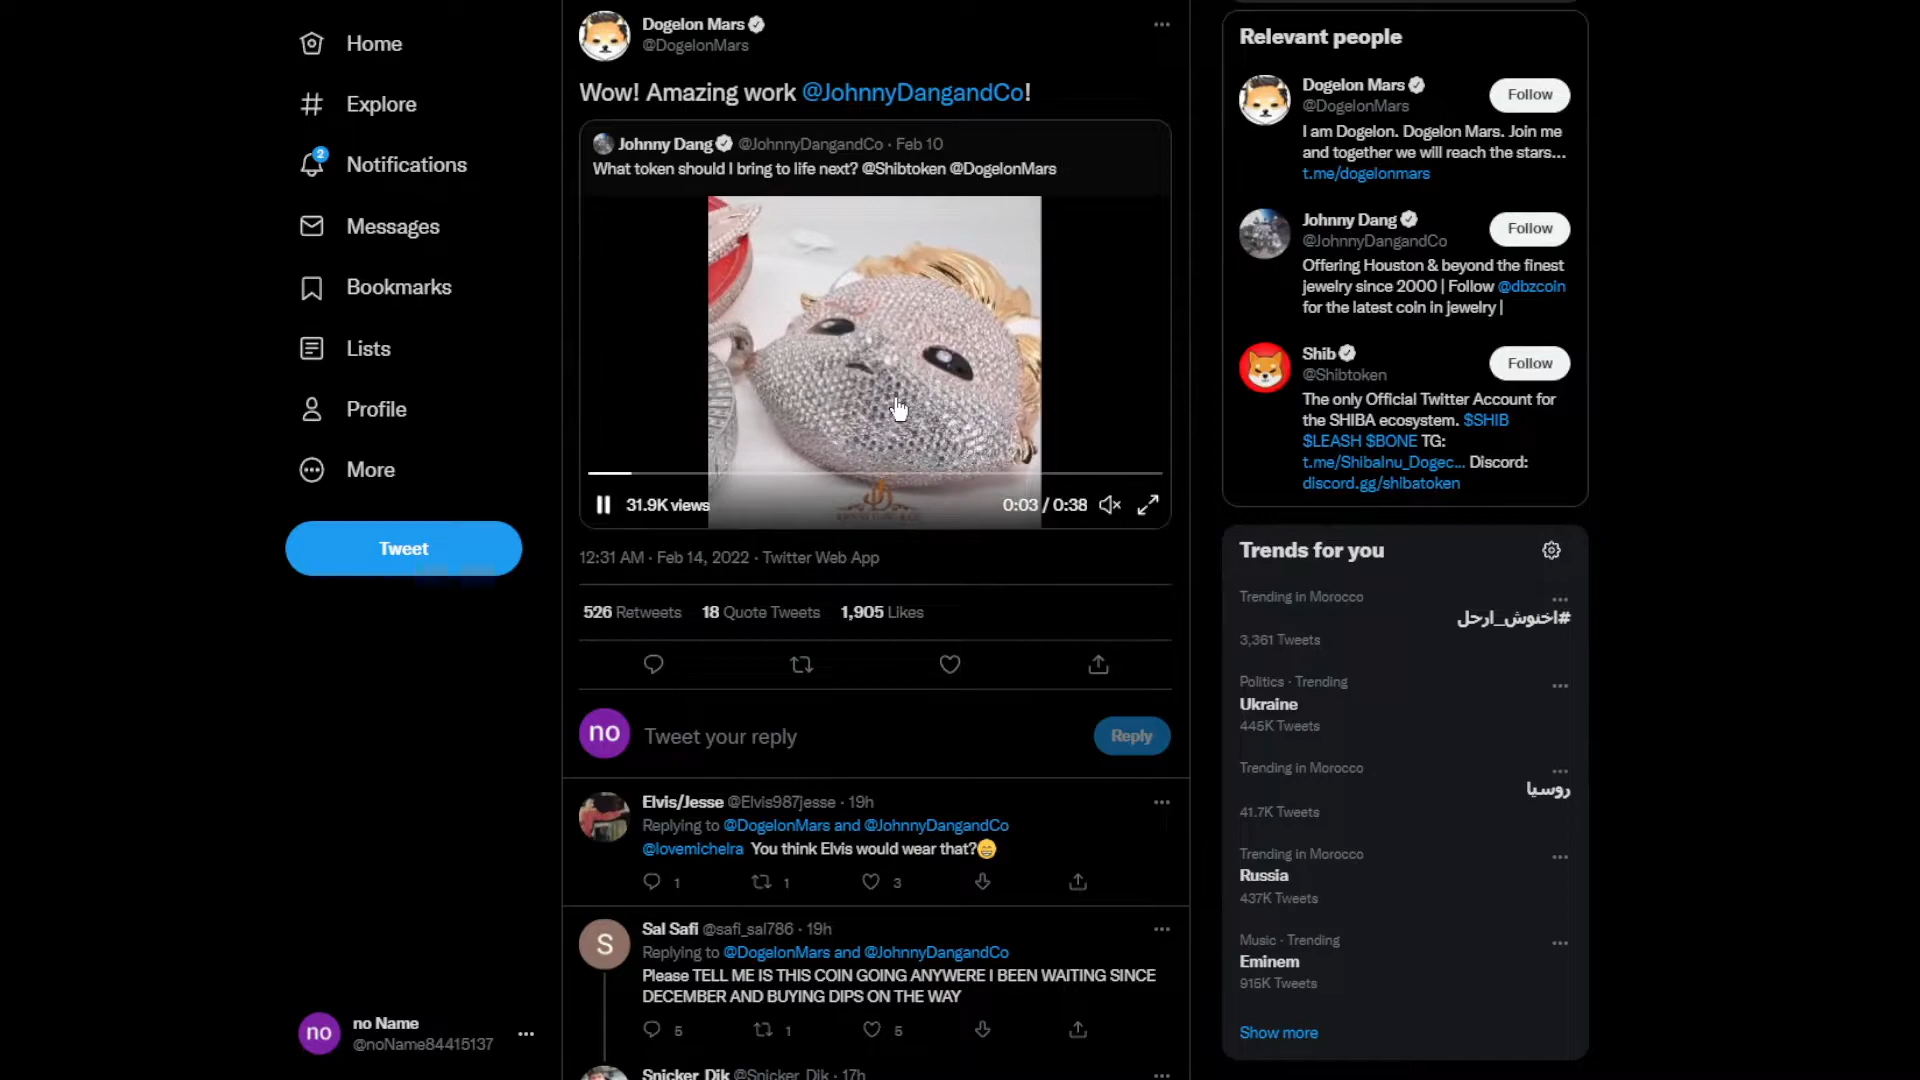 Home
Explore
2
Notifications
Messages
Bookmarks
Lists
Profile
More
Tweet
no
no Name
@noName84415137
Dogelon Mars
@DogelonMars
Wow! Amazing work @JohnnyDangandCo!
Johnny Dang @JohnnyDangandCo · Feb 10
What token should I bring to life next? @Shibtoken @DogelonMars
31.9K views
0:03 / 0:38
12:31 AM · Feb 14, 2022 · Twitter Web App
526 Retweets 18 Quote Tweets 1,905 Likes
no
Tweet your reply
Reply
Elvis/Jesse @Elvis987jesse · 19h
Replying to @DogelonMars and @JohnnyDangandCo
@lovemichelra You think Elvis would wear that?😁
1 1 3
S
Sal Safi @safi_sal786 · 19h
Replying to @DogelonMars and @JohnnyDangandCo
Please TELL ME IS THIS COIN GOING ANYWERE I BEEN WAITING SINCE
DECEMBER AND BUYING DIPS ON THE WAY
5 1 5
Snicker_Dik @Snicker_Dik · 17h
Relevant people
Dogelon Mars
@DogelonMars
Follow
I am Dogelon. Dogelon Mars. Join me
and together we will reach the stars...
t.me/dogelonmars
Johnny Dang
@JohnnyDangandCo
Follow
Offering Houston & beyond the finest
jewelry since 2000 | Follow @dbzcoin
for the latest coin in jewelry |
Shib
@Shibtoken
Follow
The only Official Twitter Account for
the SHIBA ecosystem. $SHIB
$LEASH $BONE TG:
t.me/ShibaInu_Dogec... Discord:
discord.gg/shibatoken
Trends for you
Trending in Morocco
#اخنوش_ارحل
3,361 Tweets
Politics · Trending
Ukraine
445K Tweets
Trending in Morocco
روسيا
41.7K Tweets
Trending in Morocco
Russia
437K Tweets
Music · Trending
Eminem
915K Tweets
Show more